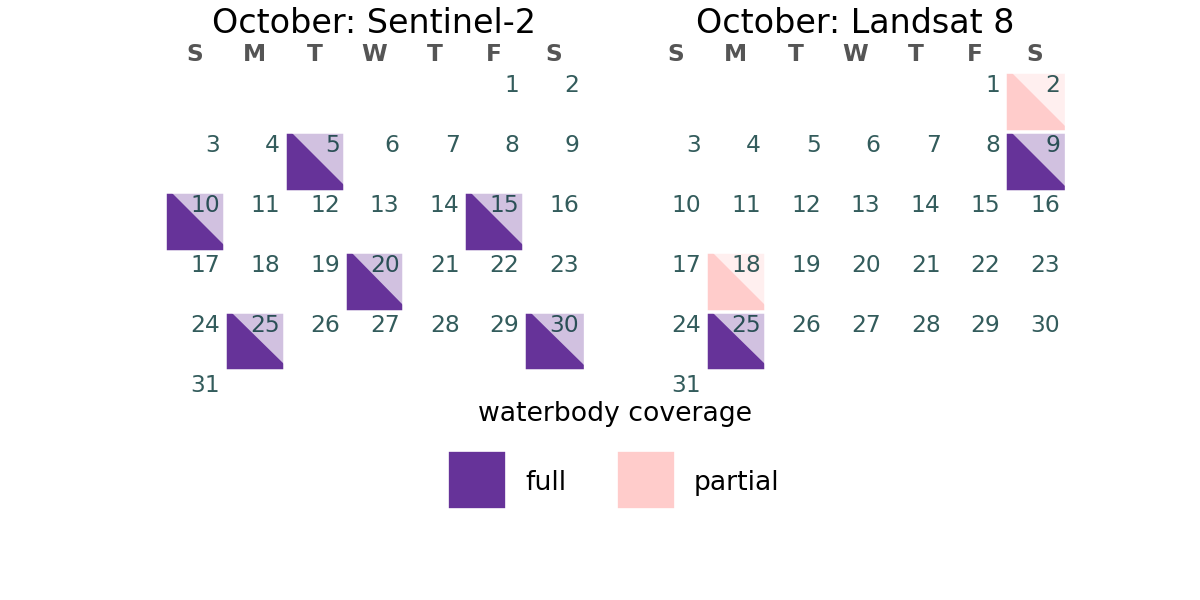 October: Sentinel-2
S M T W T F S
1 2
3 4 5 6 7 8 9
10 11 12 13 14 15 16
17 18 19 20 21 22 23
24 25 26 27 28 29 30
31
October: Landsat 8
S M T W T F S
1 2
3 4 5 6 7 8 9
10 11 12 13 14 15 16
17 18 19 20 21 22 23
24 25 26 27 28 29 30
31
waterbody coverage
full partial